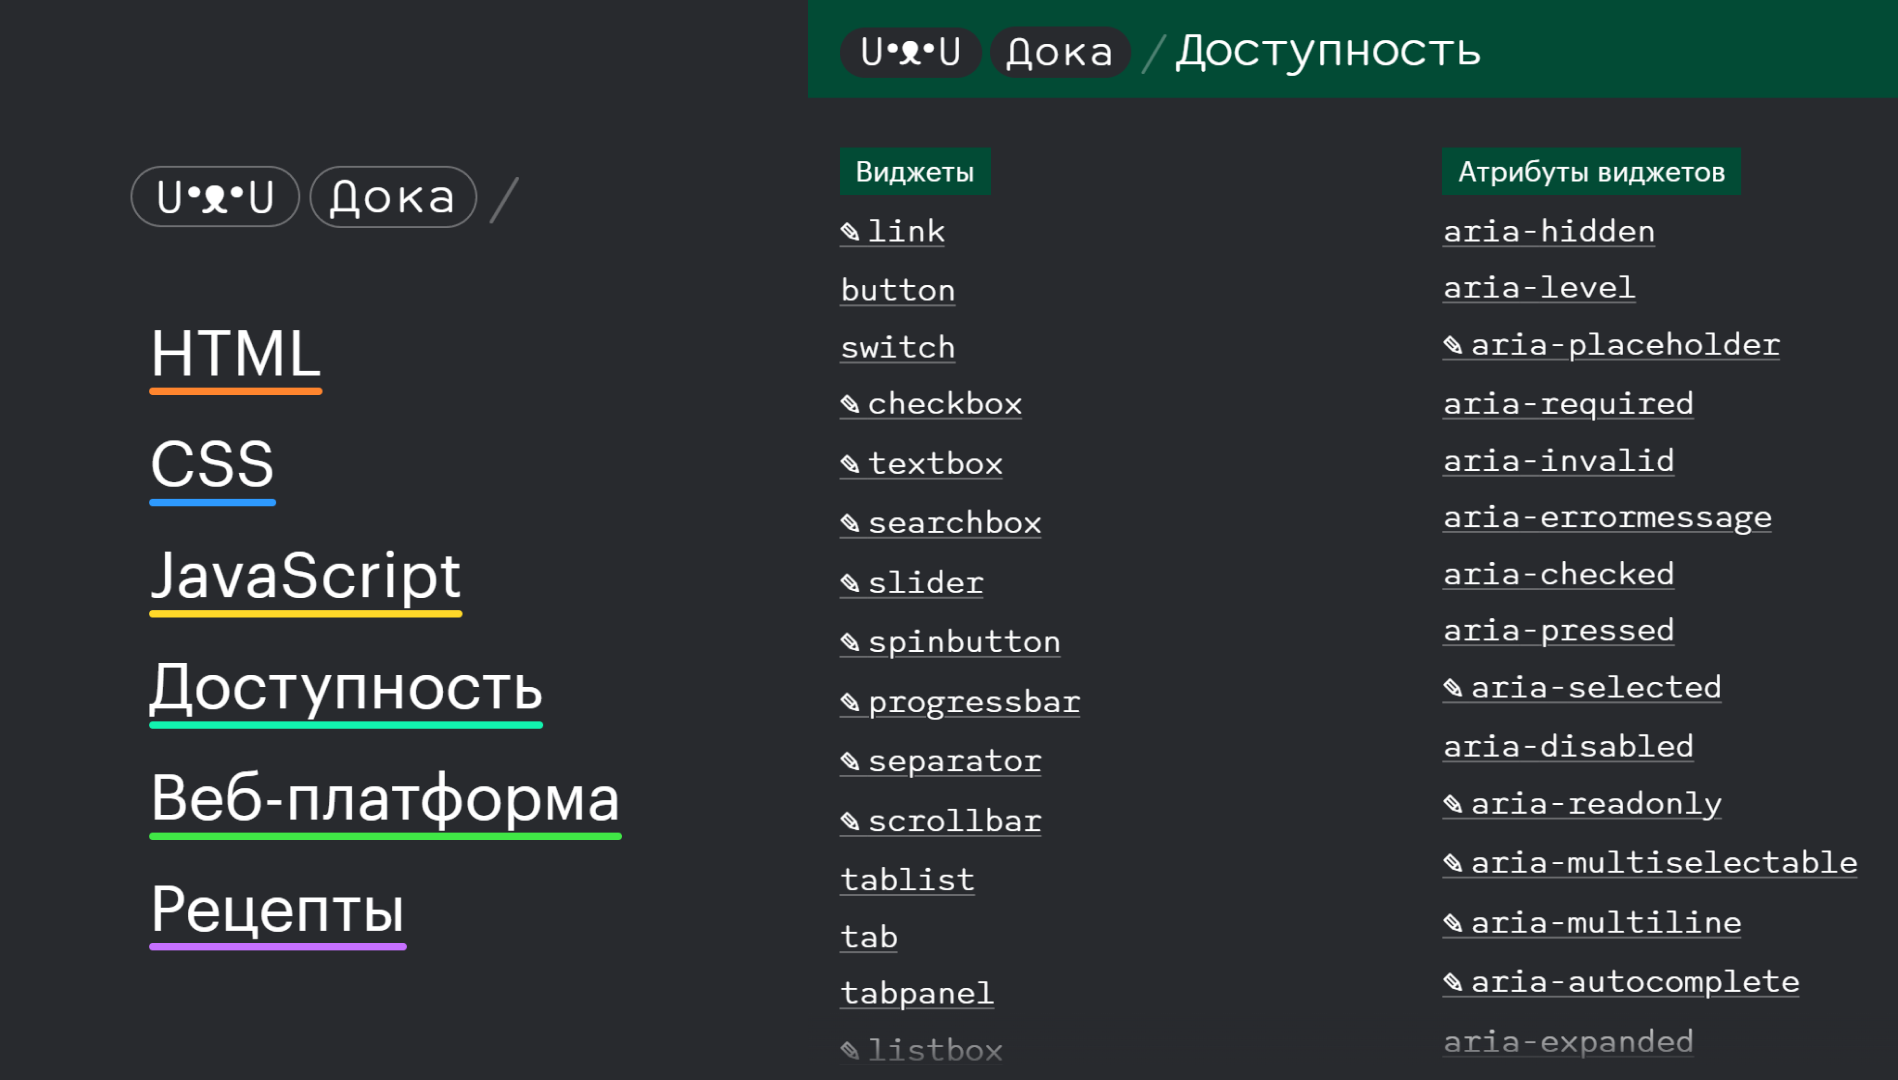 U•ᴥ•U Дока /
HTML
CSS
JavaScript
Доступность
Веб-платформа
Рецепты
U•ᴥ•U Дока / Доступность
Виджеты
✎ link
button
switch
✎ checkbox
✎ textbox
✎ searchbox
✎ slider
✎ spinbutton
✎ progressbar
✎ separator
✎ scrollbar
tablist
tab
tabpanel
✎ listbox
Атрибуты виджетов
aria-hidden
aria-level
✎ aria-placeholder
aria-required
aria-invalid
aria-errormessage
aria-checked
aria-pressed
✎ aria-selected
aria-disabled
✎ aria-readonly
✎ aria-multiselectable
✎ aria-multiline
✎ aria-autocomplete
aria-expanded